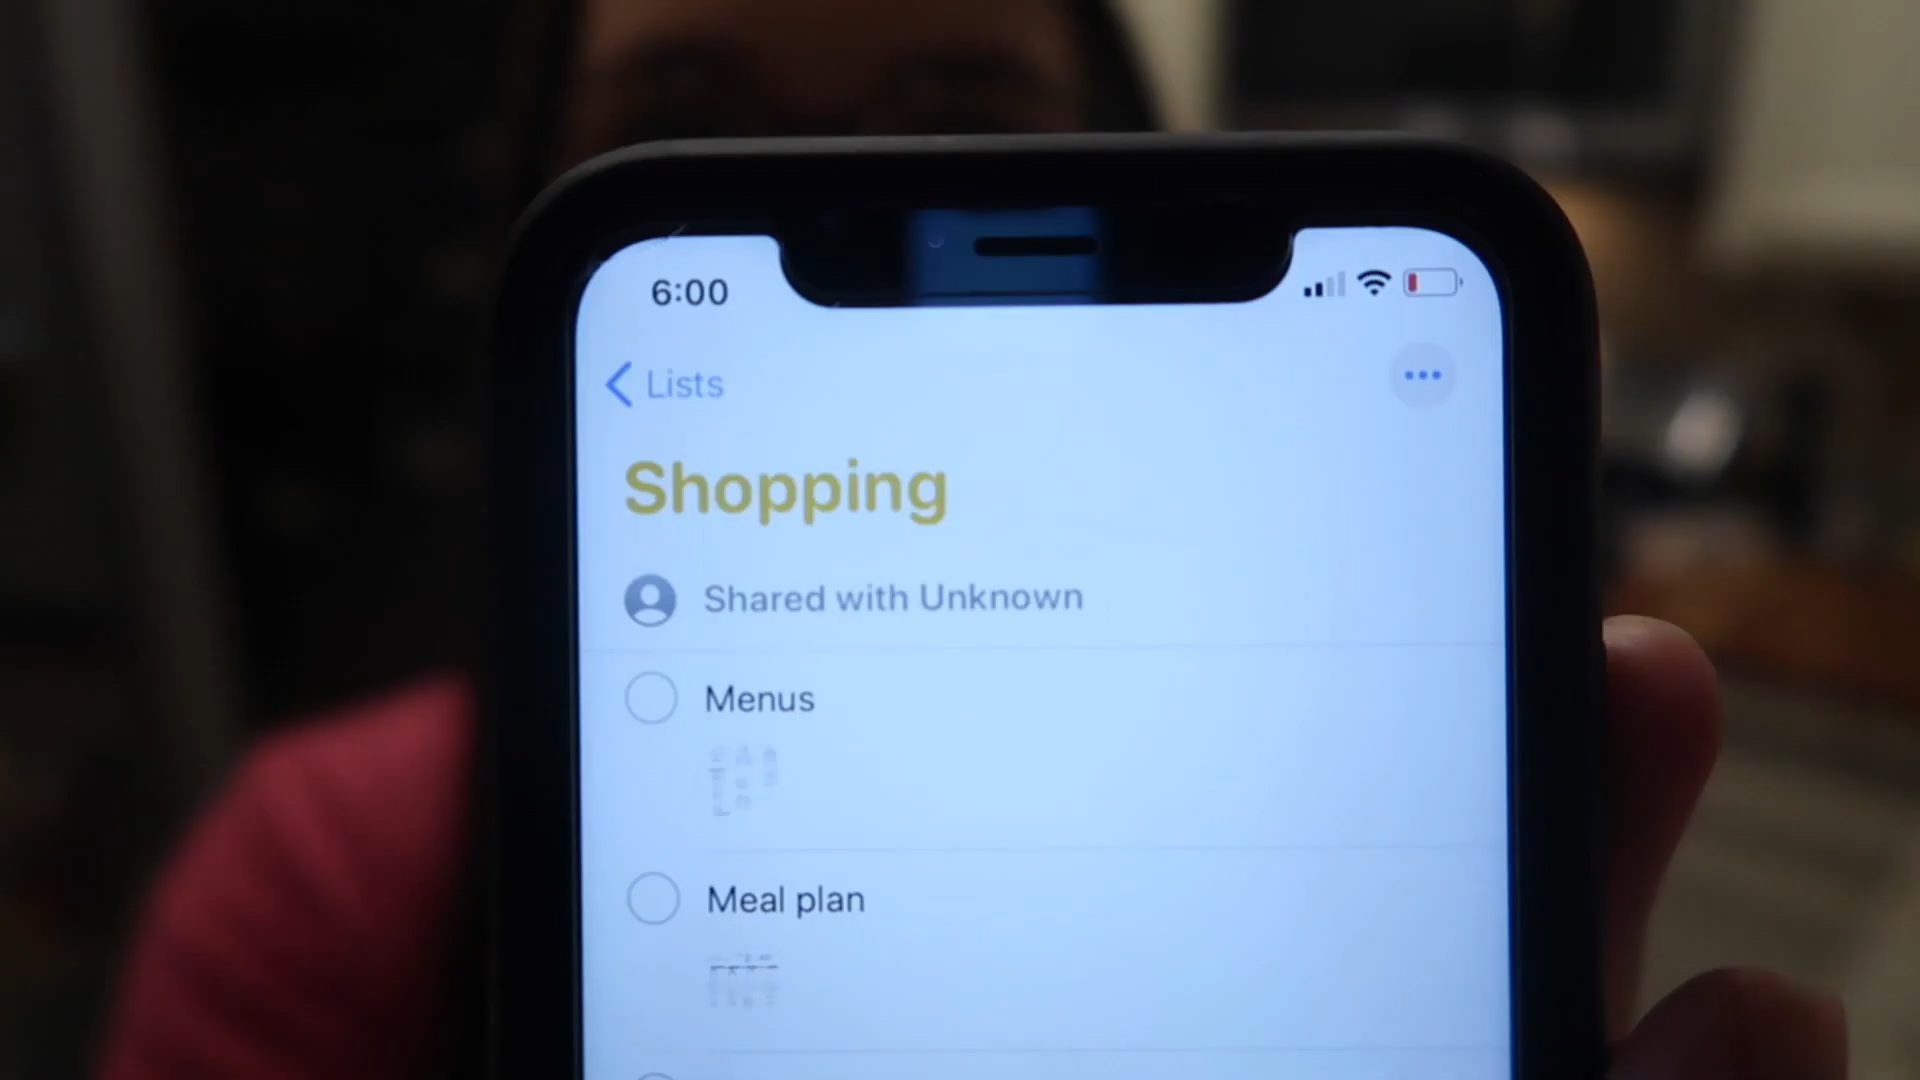 6:00
Lists
Shopping
Shared with Unknown
Menus
Meal plan